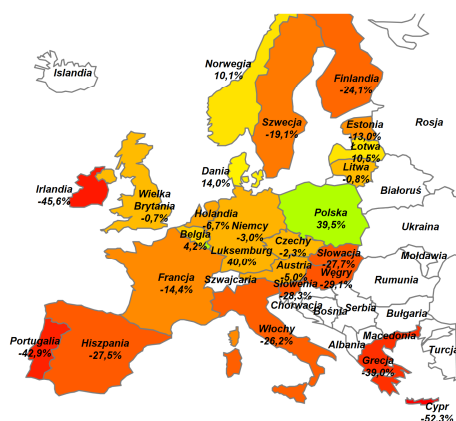 Islandia
Norwegia
10,1%
Finlandia
-24,1%
Szwecja
-19,1%
Estonia
-13,0%
Rosja
Łotwa
10,5%
Litwa
-0,8%
Dania
14,0%
Białoruś
Irlandia
-45,6%
Wielka
Brytania
-0,7%
Holandia
-6,7%
Niemcy
-3,0%
Polska
39,5%
Belgia
4,2%
Ukraina
Luksemburg
40,0%
Czechy
-2,3%
Słowacja
-27,7%
Mołdawia
Austria
-5,0%
Węgry
-29,1%
Francja
-14,4%
Szwajcaria
Słowenia
-28,3%
Rumunia
Chorwacja
Bośnia
Serbia
Bułgaria
Portugalia
-42,9%
Hiszpania
-27,5%
Włochy
-26,2%
Macedonia
Albania
Turcja
Grecja
-39,0%
Cypr
-52,3%